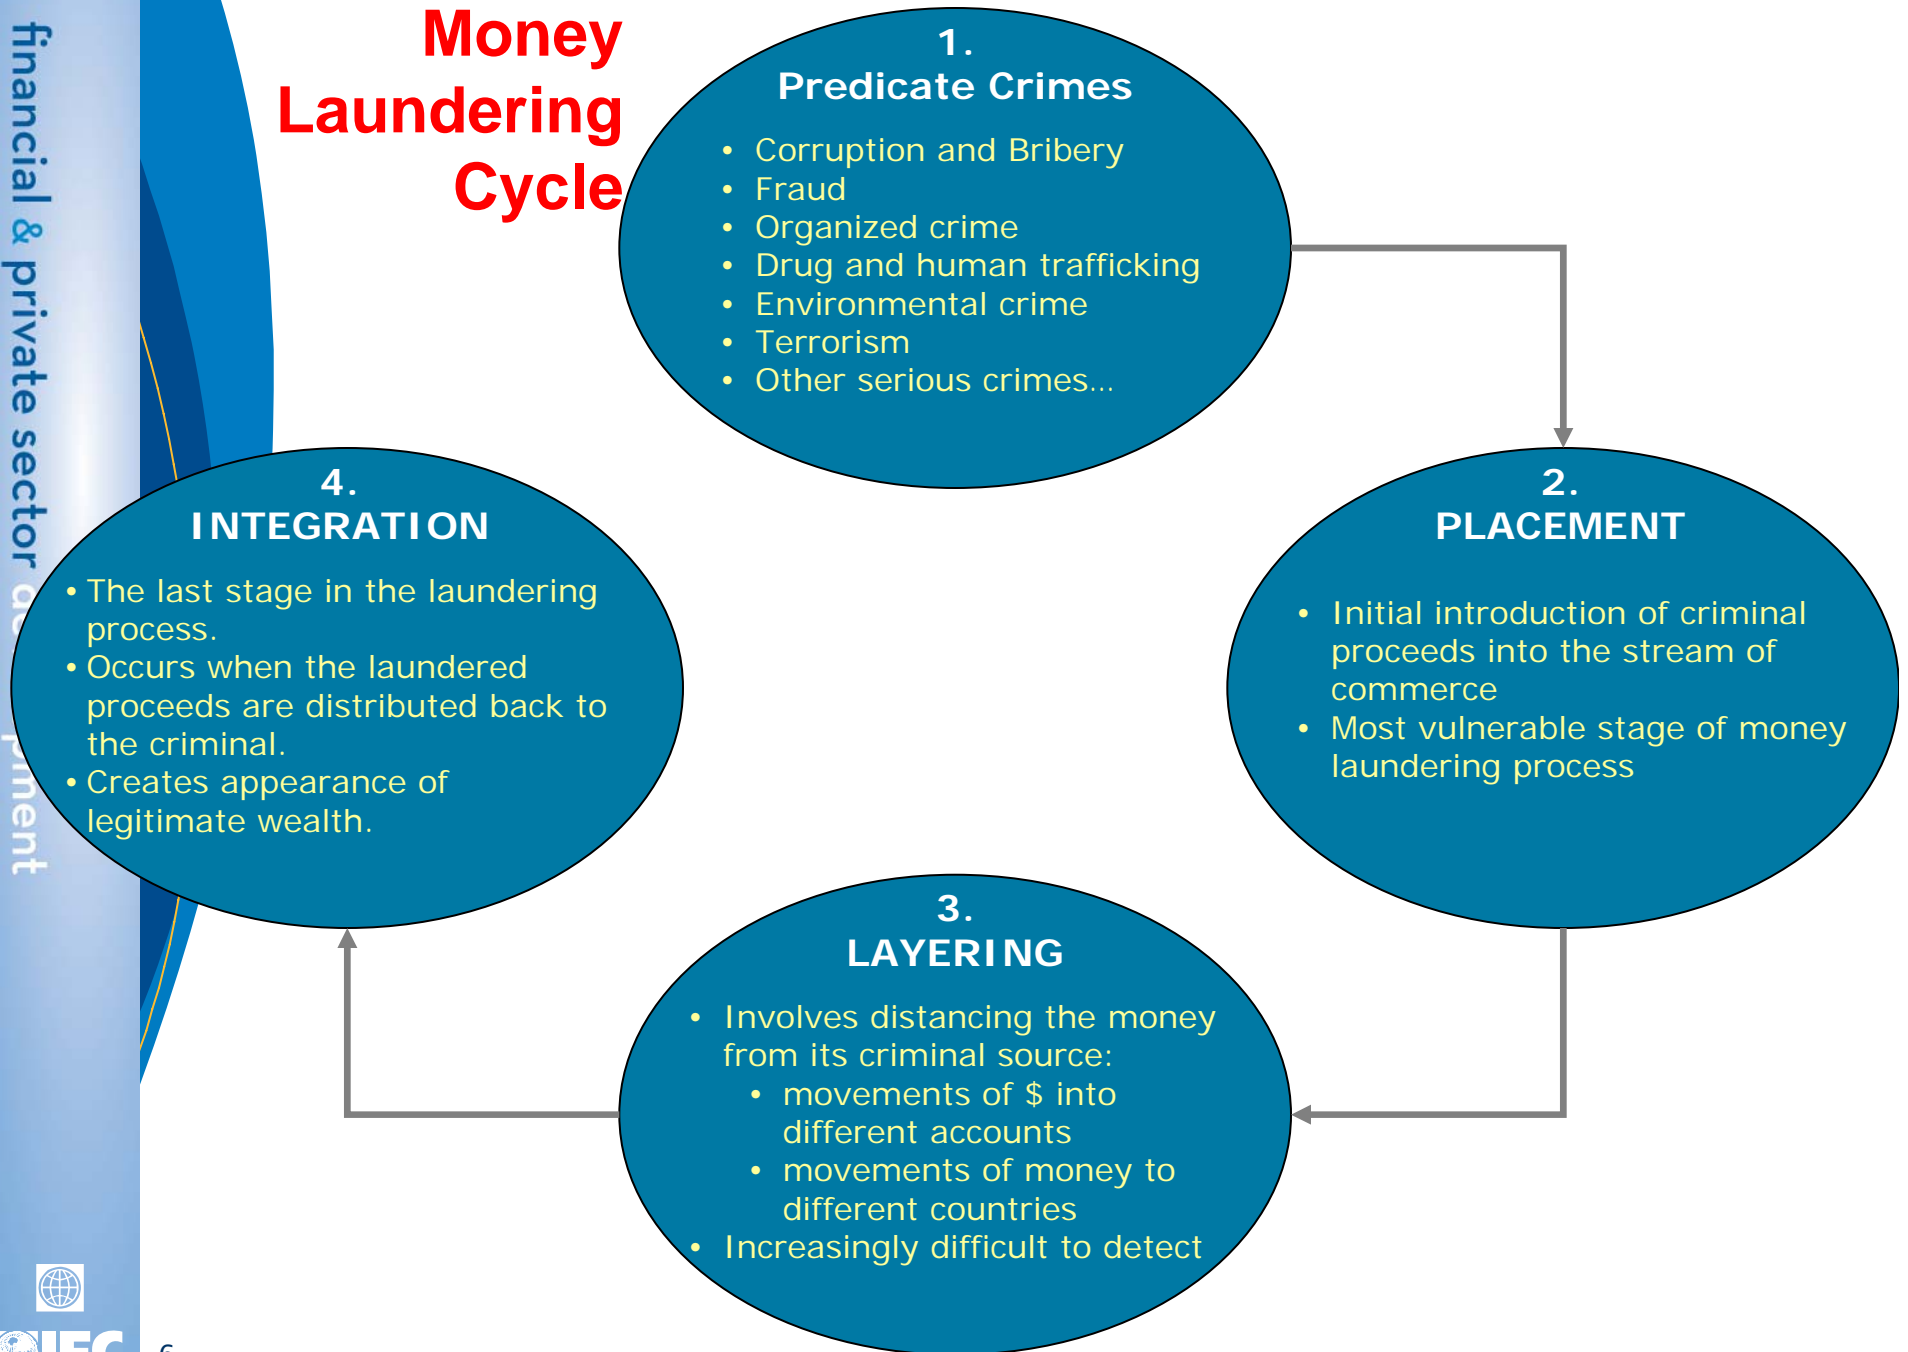 financial & private sector
Money
Laundering
Cycle
1.
Predicate Crimes
• Corruption and Bribery
• Fraud
• Organized crime
• Drug and human trafficking
• Environmental crime
• Terrorism
• Other serious crimes...
2.
PLACEMENT
• Initial introduction of criminal
proceeds into the stream of
commerce
• Most vulnerable stage of money
laundering process
3.
LAYERING
• Involves distancing the money
from its criminal source:
• movements of $ into
different accounts
• movements of money to
different countries
• Increasingly difficult to detect
4.
INTEGRATION
• The last stage in the laundering
process.
• Occurs when the laundered
proceeds are distributed back to
the criminal.
• Creates appearance of
legitimate wealth.
IFC
6